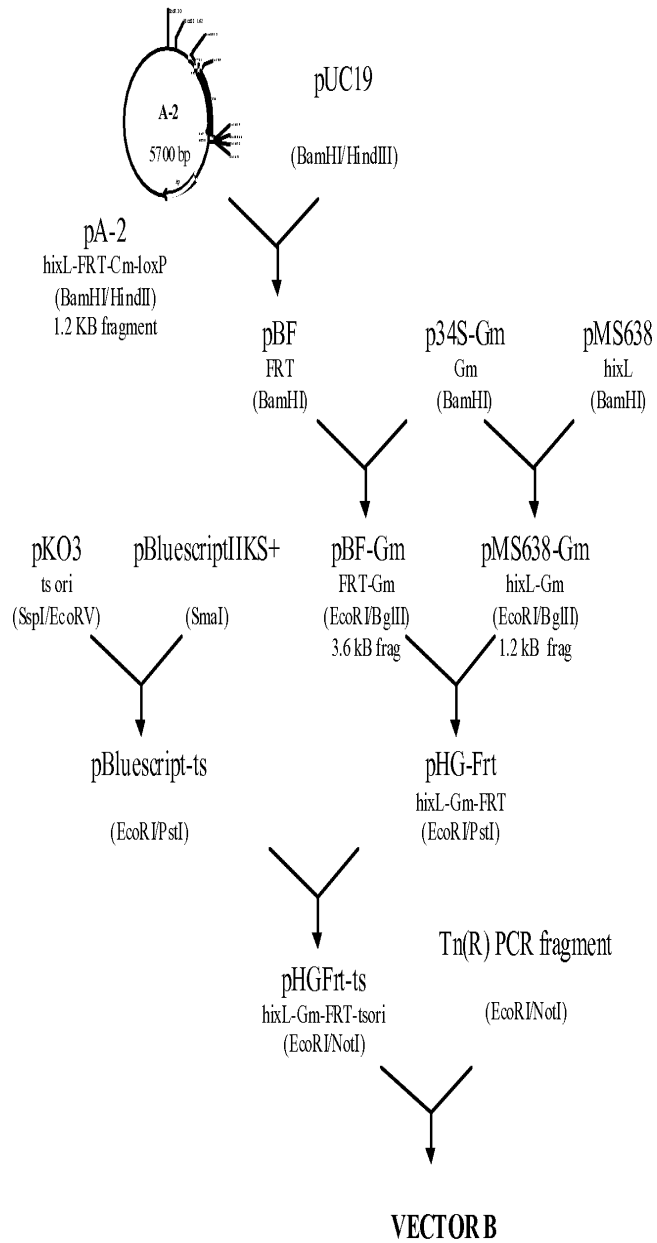 A-2
5700 bp
pUC19
(BamHI/HindIII)
pA-2
hixL-FRT-Cm-loxP
(BamHI/HindII)
1.2 KB fragment
pBF
FRT
(BamHI)
p34S-Gm
Gm
(BamHI)
pMS638
hixL
(BamHI)
pKO3
ts ori
(SspI/EcoRV)
pBluescriptIIKS+
(SmaI)
pBF-Gm
FRT-Gm
(EcoRI/BglII)
3.6 kB frag
pMS638-Gm
hixL-Gm
(EcoRI/BglII)
1.2 kB frag
pBluescript-ts
(EcoRI/PstI)
pHG-Frt
hixL-Gm-FRT
(EcoRI/PstI)
pHGFrt-ts
hixL-Gm-FRT-tsori
(EcoRI/NotI)
Tn(R) PCR fragment
(EcoRI/NotI)
VECTOR B